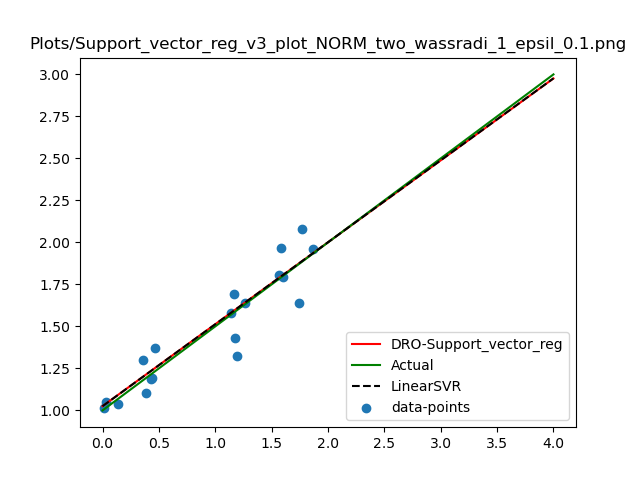 Plots/Support_vector_reg_v3_plot_NORM_two_wassradi_1_epsil_0.1.png
3.00
2.75
2.50
2.25
2.00
1.75
1.50
1.25
1.00
DRO-Support_vector_reg
Actual
LinearSVR
data-points
0.0 0.5 1.0 1.5 2.0 2.5 3.0 3.5 4.0